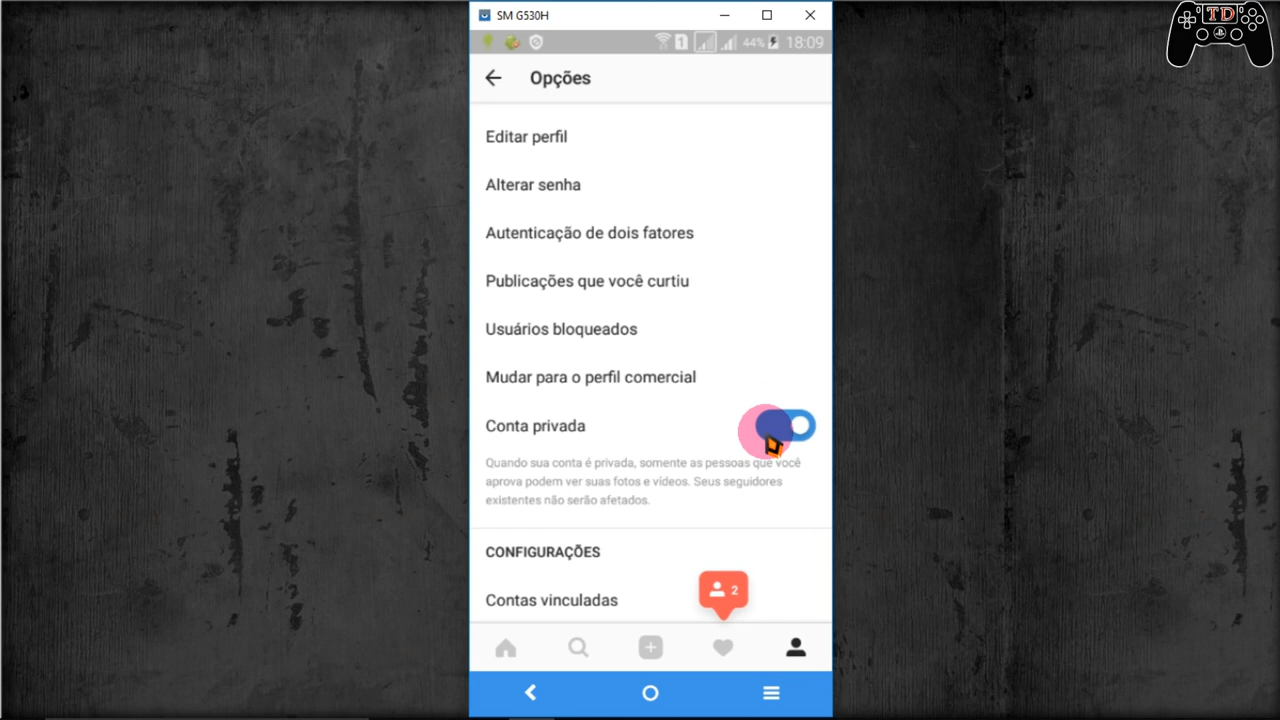 SM G530H
TD
1 44% 18:09
Opções
Editar perfil
Alterar senha
Autenticação de dois fatores
Publicações que você curtiu
Usuários bloqueados
Mudar para o perfil comercial
Conta privada
Quando sua conta é privada, somente as pessoas que você
aprova podem ver suas fotos e vídeos. Seus seguidores
existentes não serão afetados.
CONFIGURAÇÕES
2
Contas vinculadas